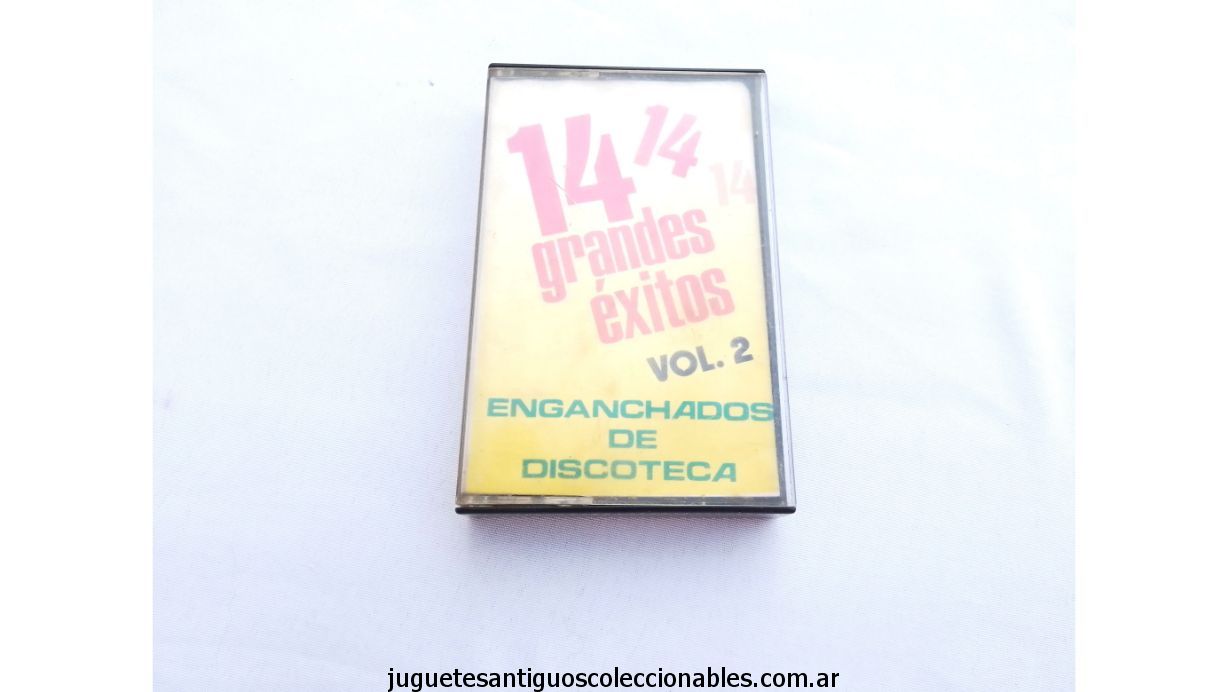 14 14 14
grandes
éxitos
VOL. 2
ENGANCHADOS
DE
DISCOTECA
juguetesantiguoscoleccionables.com.ar